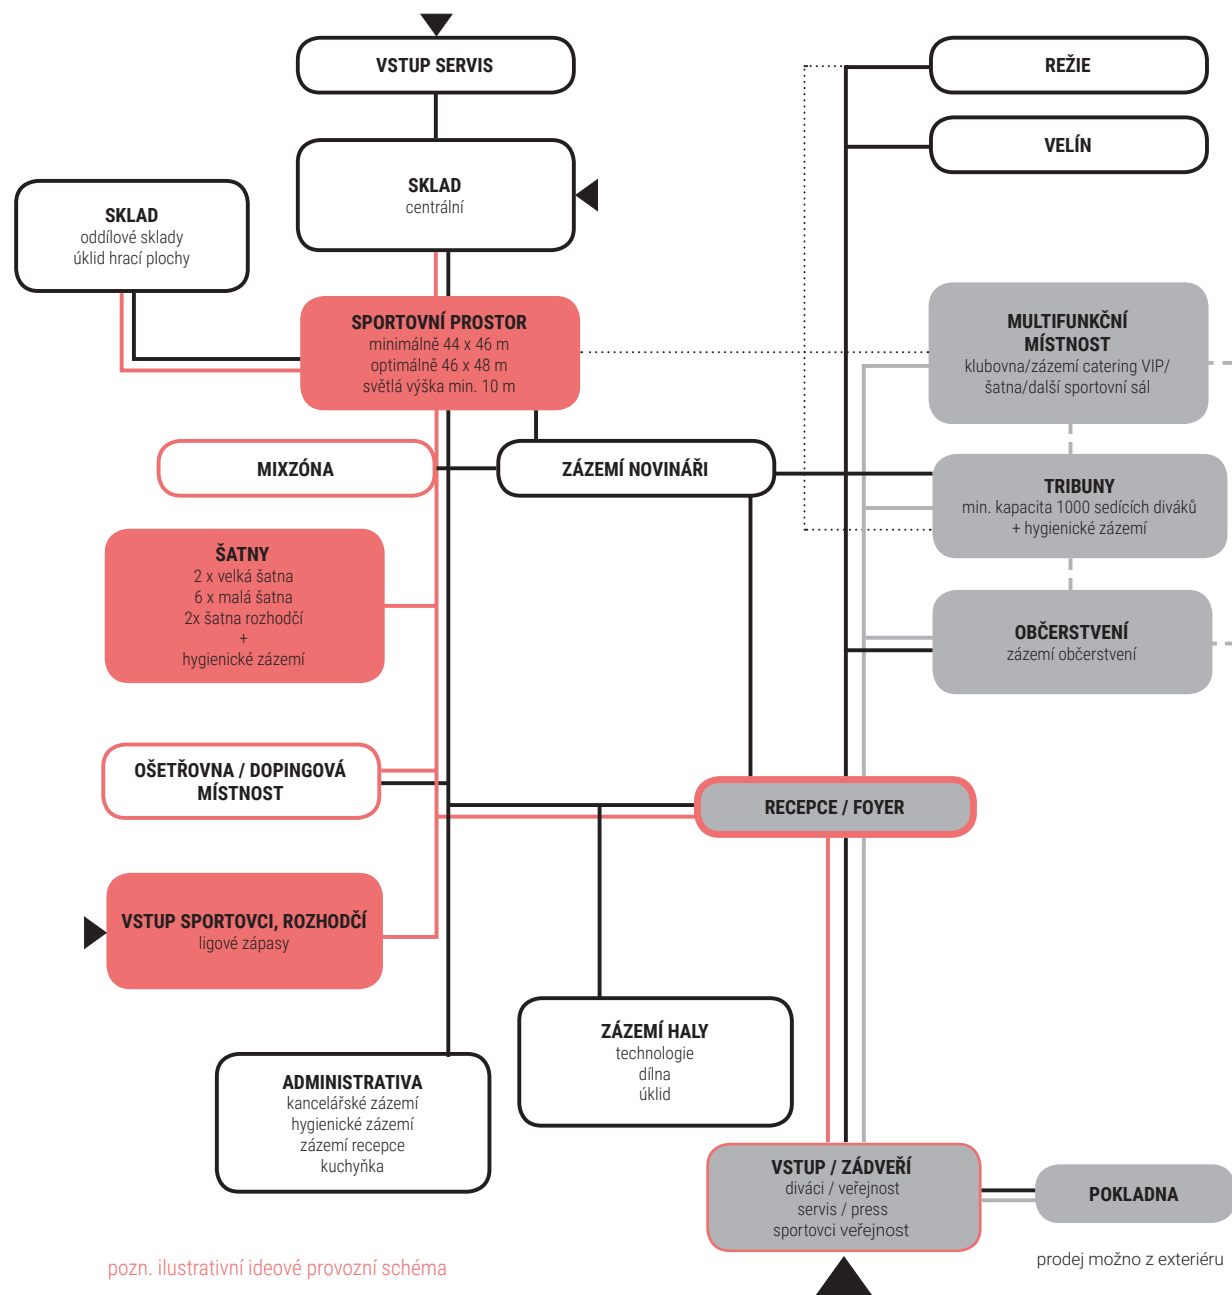 VSTUP SERVIS
REŽIE
VELÍN
SKLAD
centrální
SKLAD
oddílové sklady
úklid hrací plochy
SPORTOVNÍ PROSTOR
minimálně 44 x 46 m
optimálně 46 x 48 m
světlá výška min. 10 m
MULTIFUNKČNÍ
MÍSTNOST
klubovna/zázemí catering VIP/
šatna/další sportovní sál
MIXZÓNA
ZÁZEMÍ NOVINÁŘI
TRIBUNY
min. kapacita 1000 sedících diváků
+ hygienické zázemí
ŠATNY
2 x velká šatna
6 x malá šatna
2x šatna rozhodčí
+
hygienické zázemí
OBČERSTVENÍ
zázemí občerstvení
OŠETŘOVNA / DOPINGOVÁ
MÍSTNOST
RECEPCE / FOYER
VSTUP SPORTOVCI, ROZHODČÍ
ligové zápasy
ZÁZEMÍ HALY
technologie
dílna
úklid
ADMINISTRATIVA
kancelářské zázemí
hygienické zázemí
zázemí recepce
kuchyňka
VSTUP / ZÁDVEŘÍ
diváci / veřejnost
servis / press
sportovci veřejnost
POKLADNA
prodej možno z exteriéru
pozn. ilustrativní ideové provozní schéma